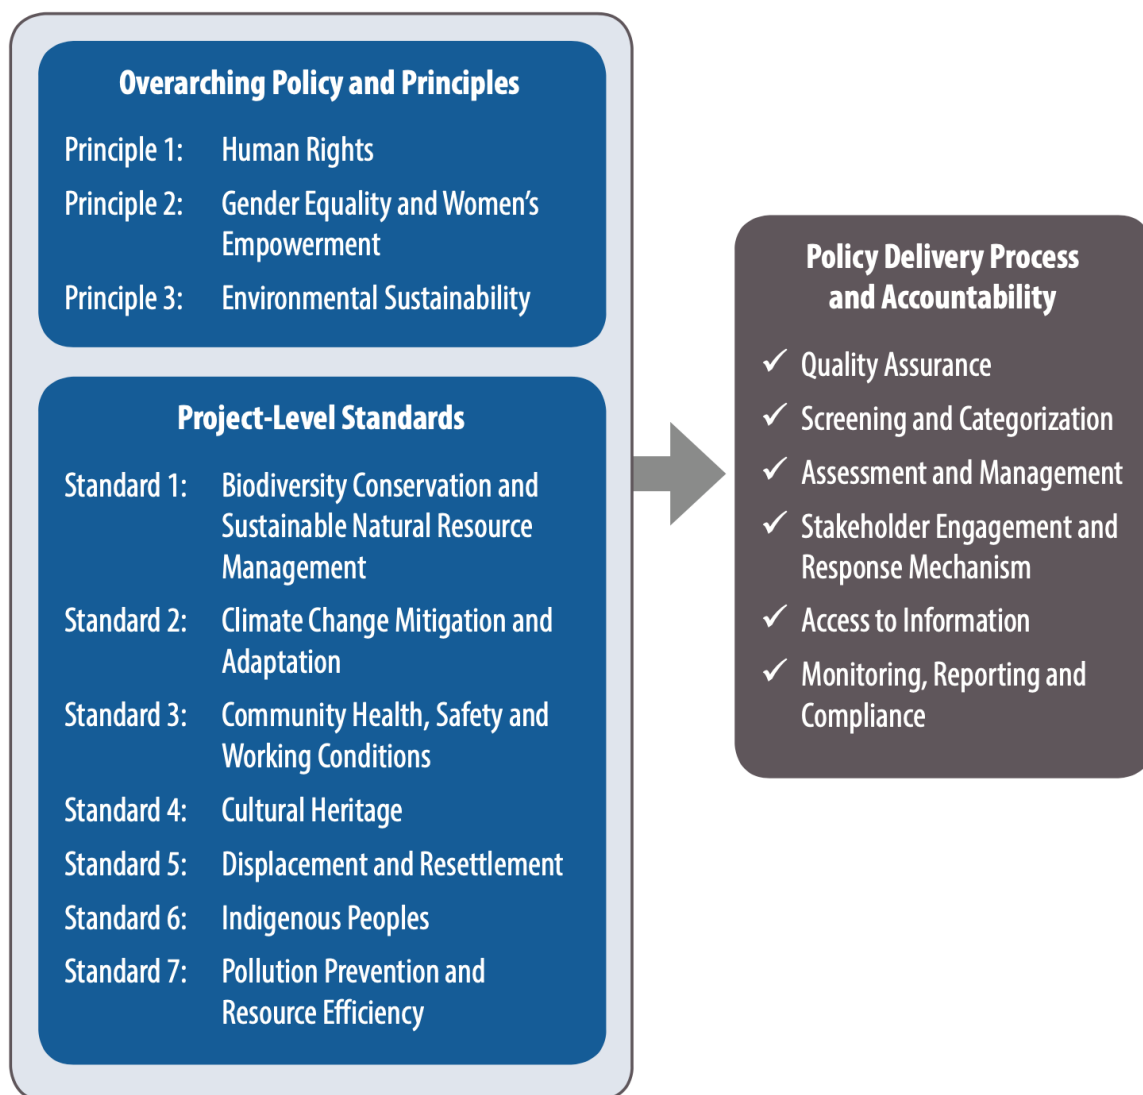 Overarching Policy and Principles
Principle 1: Human Rights
Principle 2: Gender Equality and Women’s
Empowerment
Principle 3: Environmental Sustainability
Project-Level Standards
Standard 1: Biodiversity Conservation and
Sustainable Natural Resource
Management
Standard 2: Climate Change Mitigation and
Adaptation
Standard 3: Community Health, Safety and
Working Conditions
Standard 4: Cultural Heritage
Standard 5: Displacement and Resettlement
Standard 6: Indigenous Peoples
Standard 7: Pollution Prevention and
Resource Efficiency
Policy Delivery Process
and Accountability
✓ Quality Assurance
✓ Screening and Categorization
✓ Assessment and Management
✓ Stakeholder Engagement and
Response Mechanism
✓ Access to Information
✓ Monitoring, Reporting and
Compliance